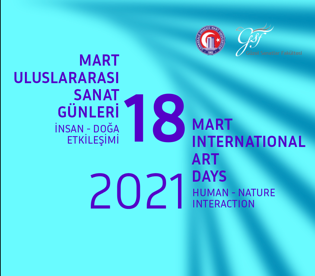 MART
ULUSLARARASI
SANAT
GÜNLERİ
İNSAN - DOĞA
ETKİLEŞİMİ
18
MART
INTERNATIONAL
ART
DAYS
2021
HUMAN - NATURE
INTERACTION